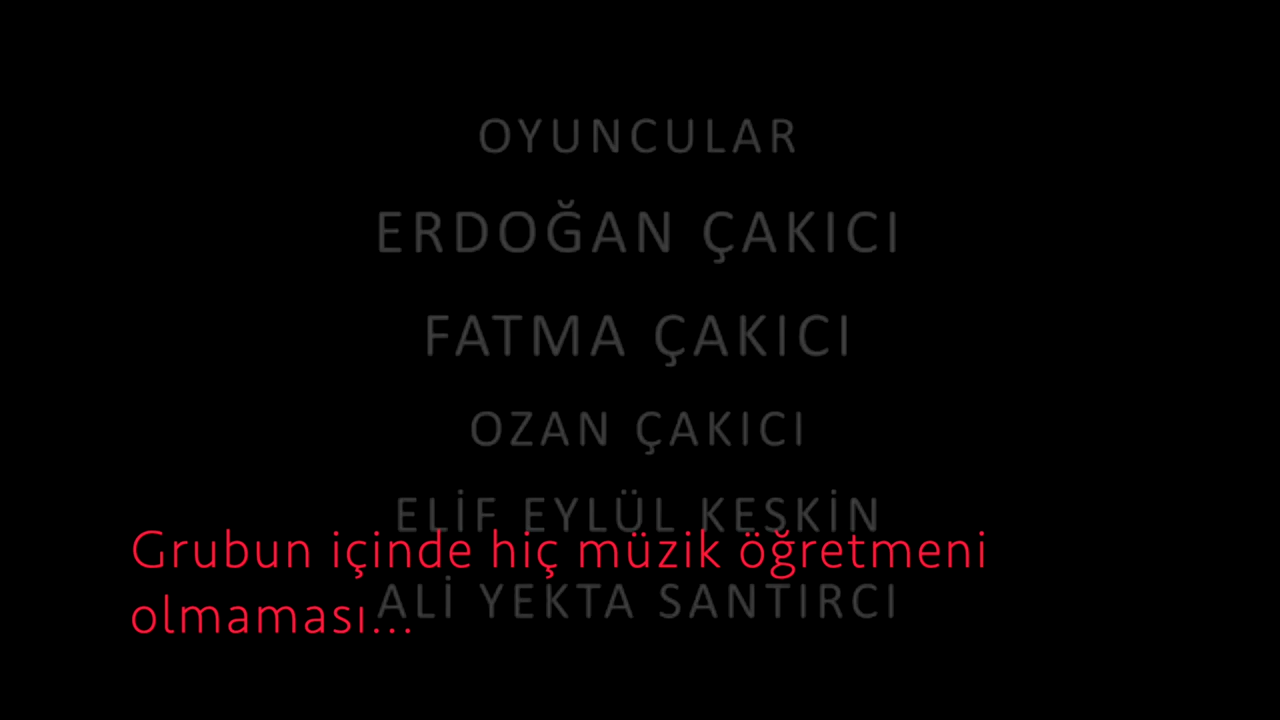 OYUNCULAR
ERDOĞAN ÇAKICI
FATMA ÇAKICI
OZAN ÇAKICI
ELİF EYLÜL KESKİN
Grubun içinde hiç müzik öğretmeni
ALİ YEKTA SANTIRCI
olmaması...